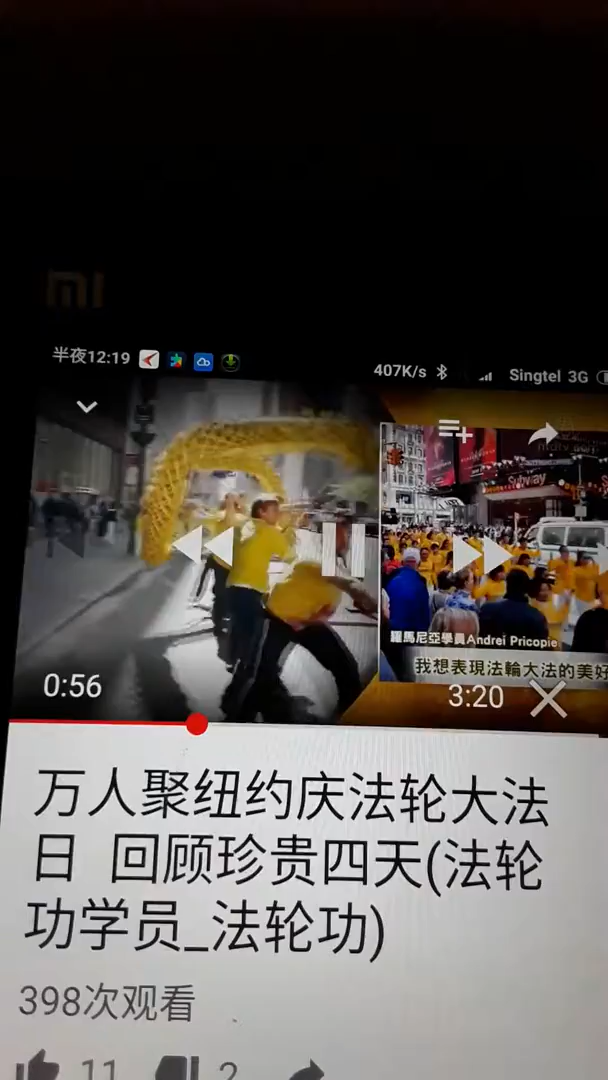 mi
半夜12:19
407K/s
Singtel 3G
Subway
羅馬尼亞學員Andrei Pricopie
我想表現法輪大法的美好
0:56
3:20
万人聚纽约庆法轮大法
日 回顾珍贵四天(法轮
功学员_法轮功)
398次观看
11
2